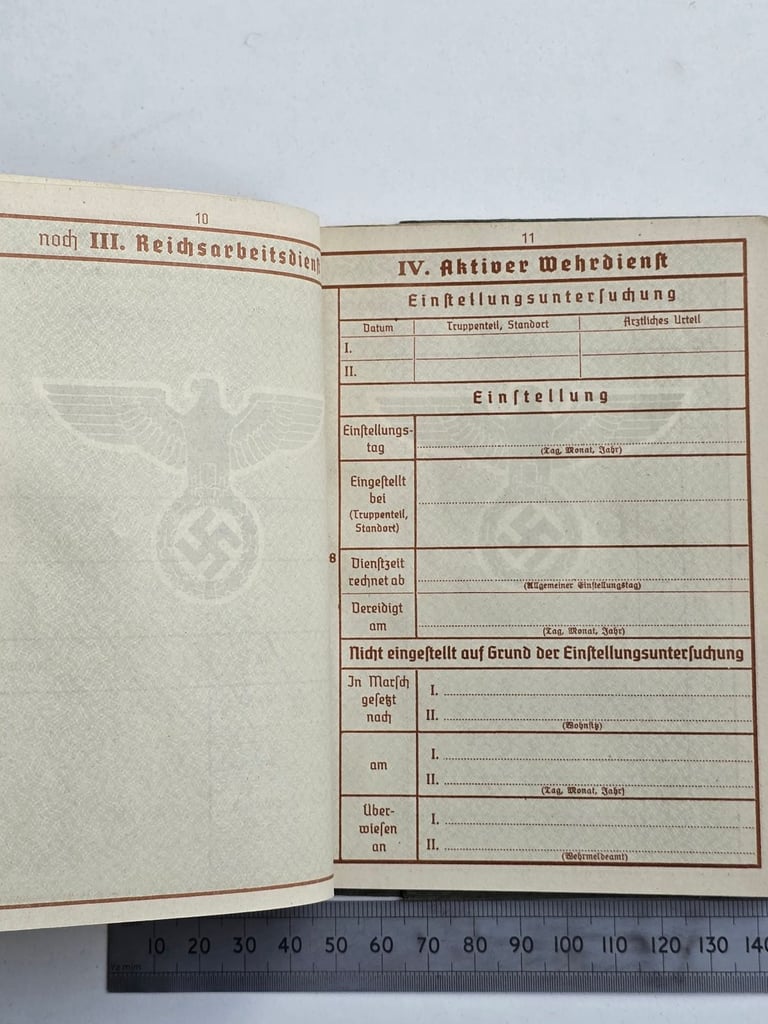 10
noch III. Reichsarbeitsdienst
11
IV. Aktiver Wehrdienst
Einstellungsuntersuchung
Datum Truppenteil, Standort Ärztliches Urteil
I.
II.
Einstellung
Einstellungs-
tag
(Tag, Monat, Jahr)
Eingestellt
bei
(Truppenteil,
Standort)
8
Dienstzeit
rechnet ab
(Allgemeiner Einstellungstag)
Vereidigt
am
(Tag, Monat, Jahr)
Nicht eingestellt auf Grund der Einstellungsuntersuchung
In Marsch
gesetzt
nach
I.
II.
(Wohnsitz)
am
I.
II.
(Tag, Monat, Jahr)
Über-
wiesen
an
I.
II.
(Wehrmeldeamt)
10 20 30 40 50 60 70 80 90 100 110 120 130 140
½ m/m